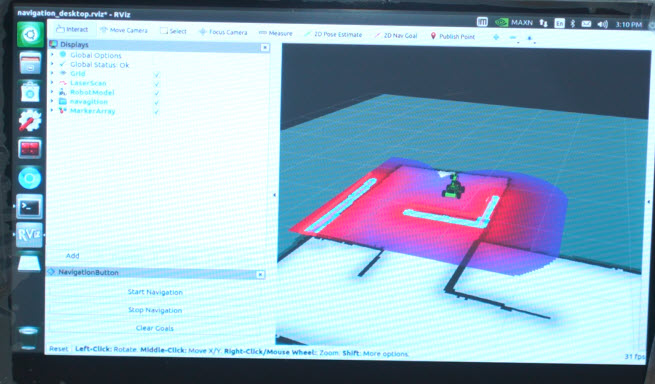 navigation_desktop.rviz* - RViz
MAXN En 3:10 PM
Interact Move Camera Select Focus Camera Measure 2D Pose Estimate 2D Nav Goal Publish Point
Displays
Global Options
Global Status: Ok
Grid
LaserScan
RobotModel
navagition
MarkerArray
RViz
Add
NavigationButton
Start Navigation
Stop Navigation
Clear Goals
Reset Left-Click: Rotate. Middle-Click: Move X/Y. Right-Click/Mouse Wheel: Zoom. Shift: More options. 31 fps